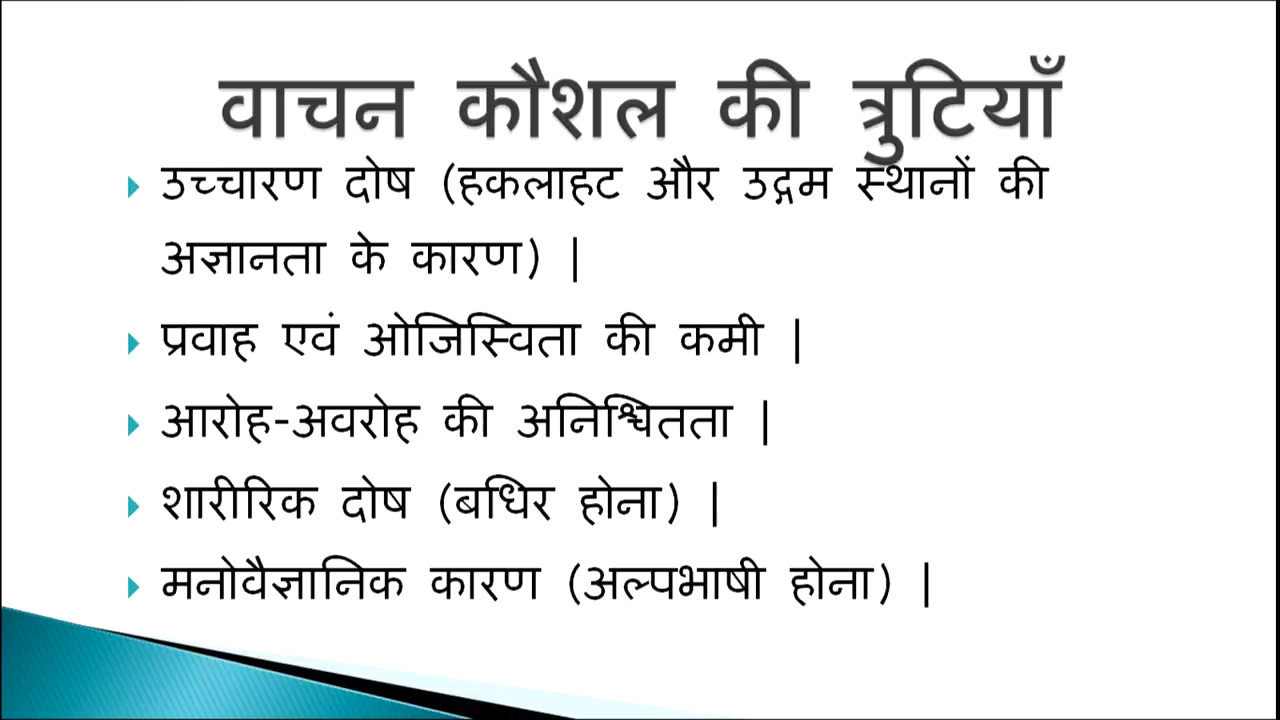 वाचन कौशल की त्रुटियाँ
उच्चारण दोष (हकलाहट और उद्गम स्थानों की
अज्ञानता के कारण) |
प्रवाह एवं ओजिस्विता की कमी |
आरोह-अवरोह की अनिश्चितता |
शारीरिक दोष (बधिर होना) |
मनोवैज्ञानिक कारण (अल्पभाषी होना) |